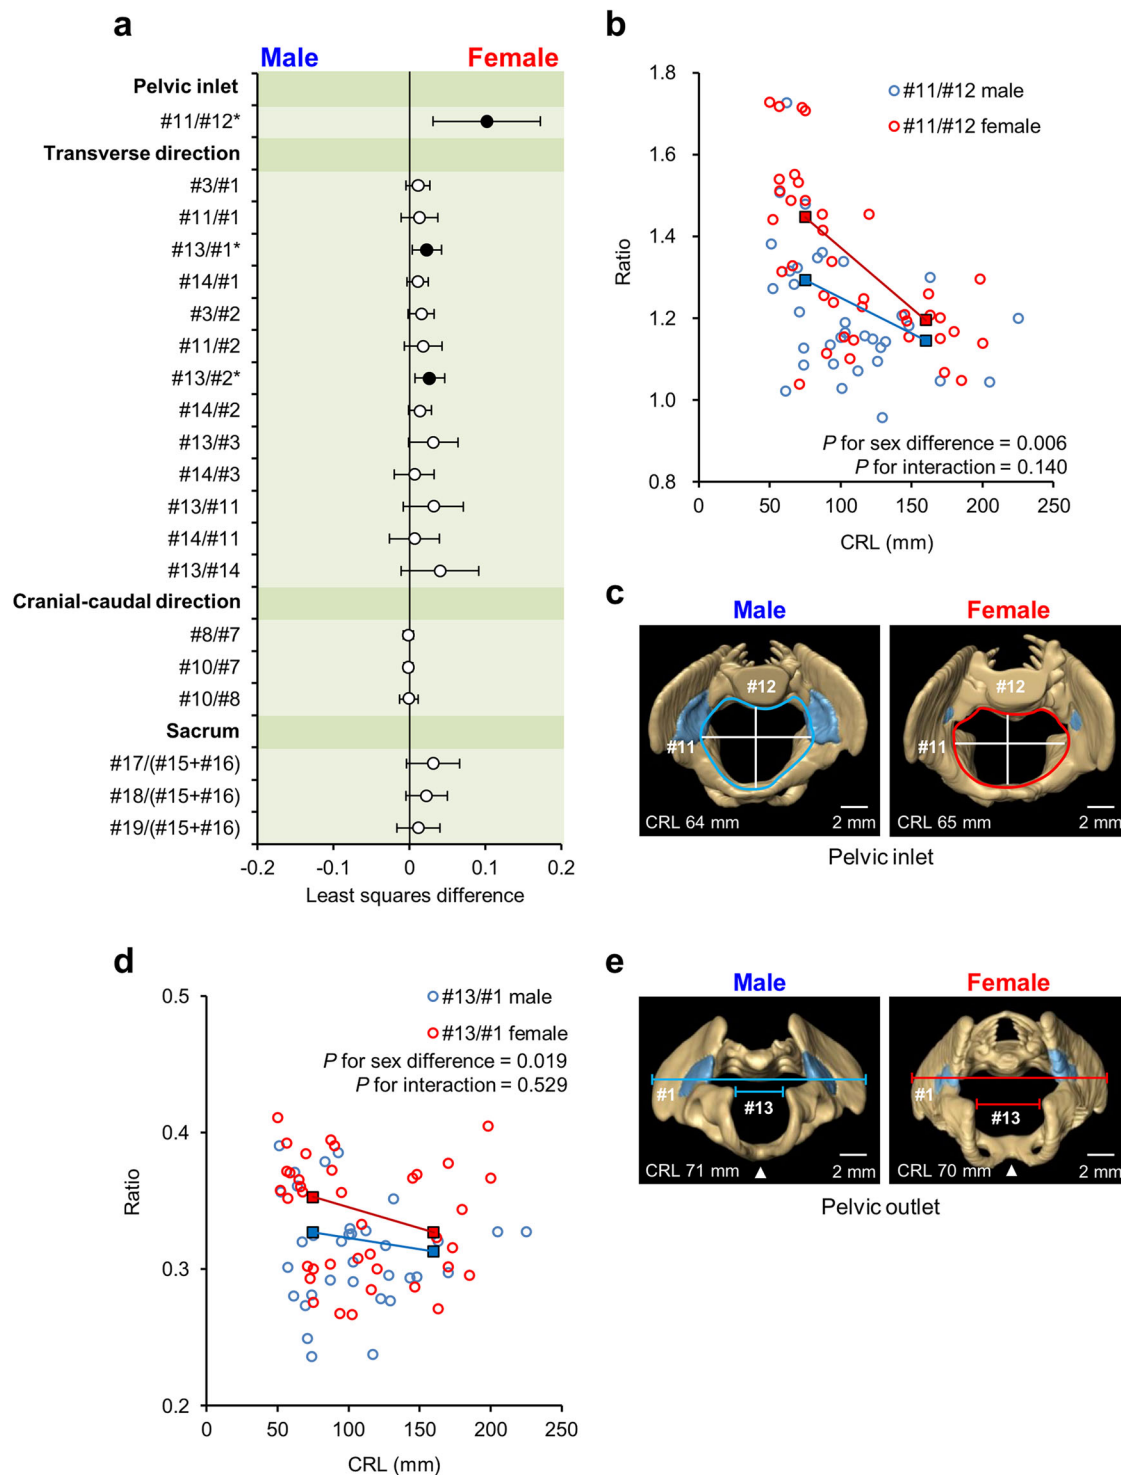 a
Male Female
Pelvic inlet
#11/#12*
Transverse direction
#3/#1
#11/#1
#13/#1*
#14/#1
#3/#2
#11/#2
#13/#2*
#14/#2
#13/#3
#14/#3
#13/#11
#14/#11
#13/#14
Cranial-caudal direction
#8/#7
#10/#7
#10/#8
Sacrum
#17/(#15+#16)
#18/(#15+#16)
#19/(#15+#16)
-0.2 -0.1 0 0.1 0.2
Least squares difference
b
1.8
1.6
1.4
1.2
1.0
0.8
Ratio
#11/#12 male
#11/#12 female
P for sex difference = 0.006
P for interaction = 0.140
0 50 100 150 200 250
CRL (mm)
c
Male Female
#12
#11
CRL 64 mm
2 mm
#12
#11
CRL 65 mm
2 mm
Pelvic inlet
d
0.5
0.4
0.3
0.2
Ratio
#13/#1 male
#13/#1 female
P for sex difference = 0.019
P for interaction = 0.529
0 50 100 150 200 250
CRL (mm)
e
Male Female
#1
#13
CRL 71 mm
2 mm
#1
#13
CRL 70 mm
2 mm
Pelvic outlet